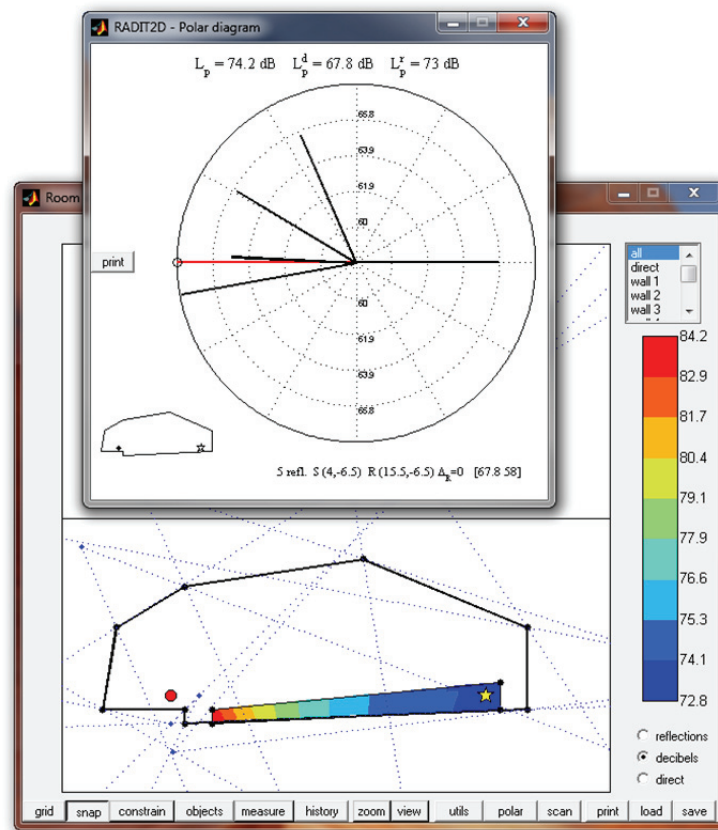 RADIT2D - Polar diagram
L_p = 74.2 dB L_p^d = 67.8 dB L_p^r = 73 dB
65.8
63.9
61.9
60
print
60
61.9
63.9
65.8
5 refl. S (4,-6.5) R (15.5,-6.5) Δ_R=0 [67.8 58]
Room
all
direct
wall 1
wall 2
wall 3
84.2
82.9
81.7
80.4
79.1
77.9
76.6
75.3
74.1
72.8
reflections
decibels
direct
grid snap constrain objects measure history zoom view utils polar scan print load save